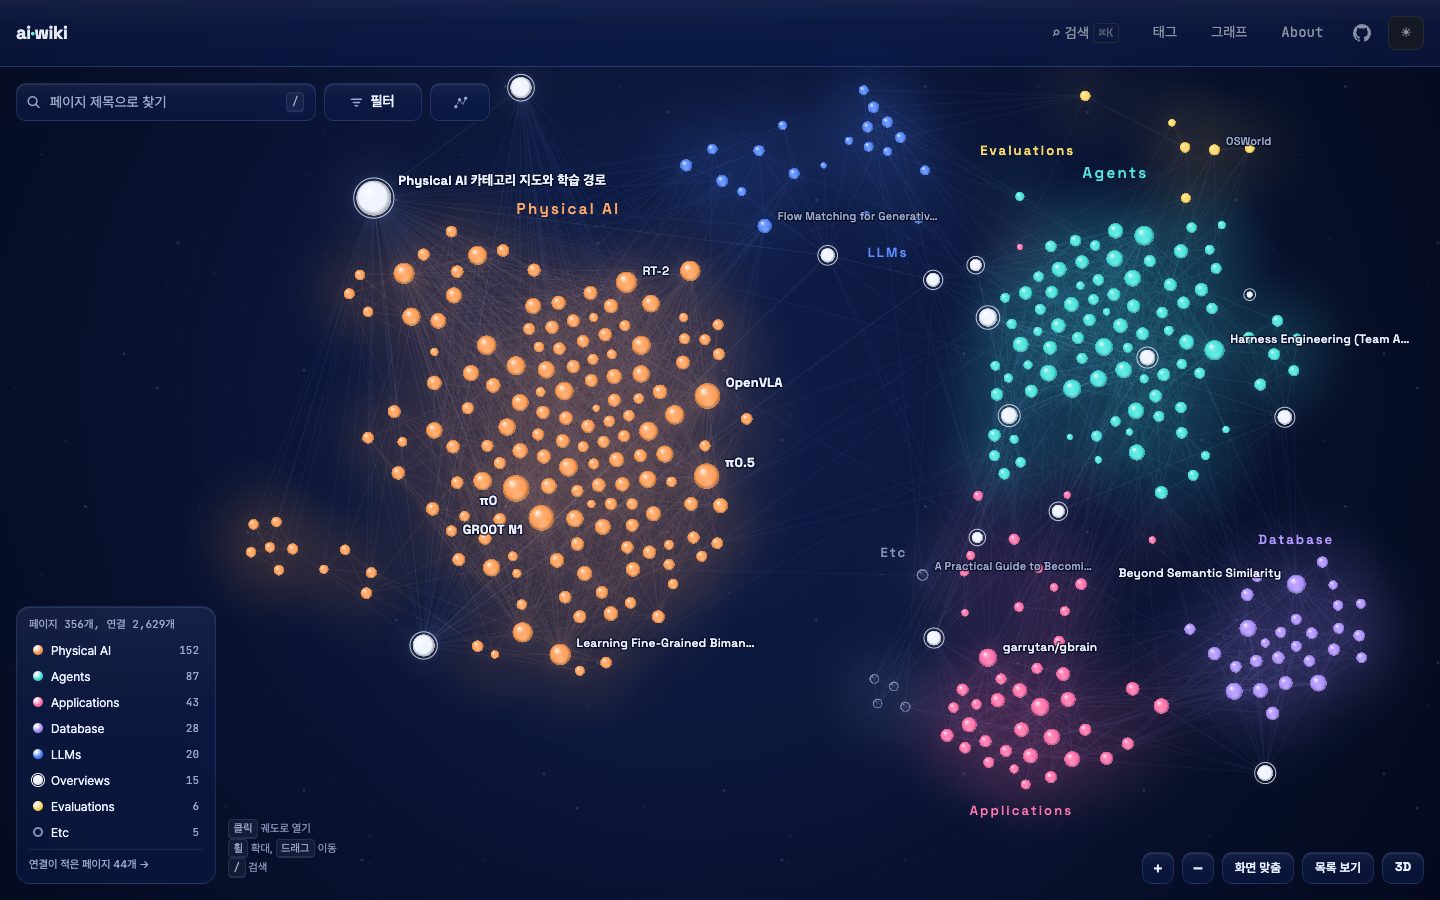 ai·wiki
검색 ⌘K
태그
그래프
About
페이지 제목으로 찾기 /
필터
Physical AI 카테고리 지도와 학습 경로
Physical AI
Flow Matching for Generativ...
LLMs
Evaluations
OSWorld
Agents
RT-2
Harness Engineering (Team A...
OpenVLA
π0.5
π0
GR00T N1
Etc
A Practical Guide to Becomi...
Database
Beyond Semantic Similarity
Learning Fine-Grained Biman...
garrytan/gbrain
Applications
페이지 356개, 연결 2,629개
Physical AI 152
Agents 87
Applications 43
Database 28
LLMs 20
Overviews 15
Evaluations 6
Etc 5
연결이 적은 페이지 44개 →
클릭 궤도로 열기
휠 확대, 드래그 이동
/ 검색
+
−
화면 맞춤
목록 보기
3D